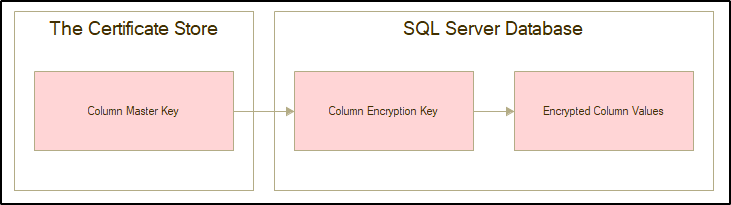 The Certificate Store
SQL Server Database
Column Master Key
Column Encryption Key
Encrypted Column Values